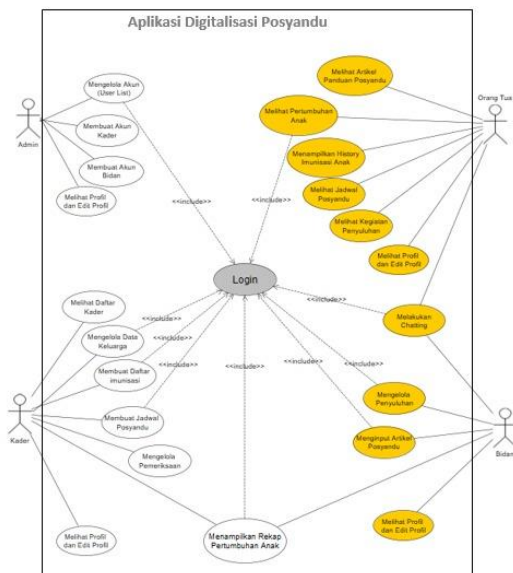 Aplikasi Digitalisasi Posyandu
Mengelola Akun
(User List)
Membuat Akun
Kader
Membuat Akun
Bidan
Melihat Profil
dan Edit Profil
Admin
Melihat Artikel
Panduan Posyandu
Melihat Pertumbuhan
Anak
Menampilkan History
Imunisasi Anak
Melihat Jadwal
Posyandu
Melihat Kegiatan
Penyuluhan
Melihat Profil
dan Edit Profil
Orang Tua
<<include>>
<<include>>
Login
Melihat Daftar
Kader
Mengelola Data
Keluarga
Membuat Daftar
imunisasi
Membuat Jadwal
Posyandu
Mengelola
Pemeriksaan
Melihat Profil
dan Edit Profil
Kader
<<include>>
<<include>>
<<include>>
<<include>>
<<include>>
<<include>>
<<include>>
Melakukan
Chatting
Mengelola
Penyuluhan
Menginput Artikel
Posyandu
Melihat Profil
dan Edit Profil
Bidan
Menampilkan Rekap
Pertumbuhan Anak